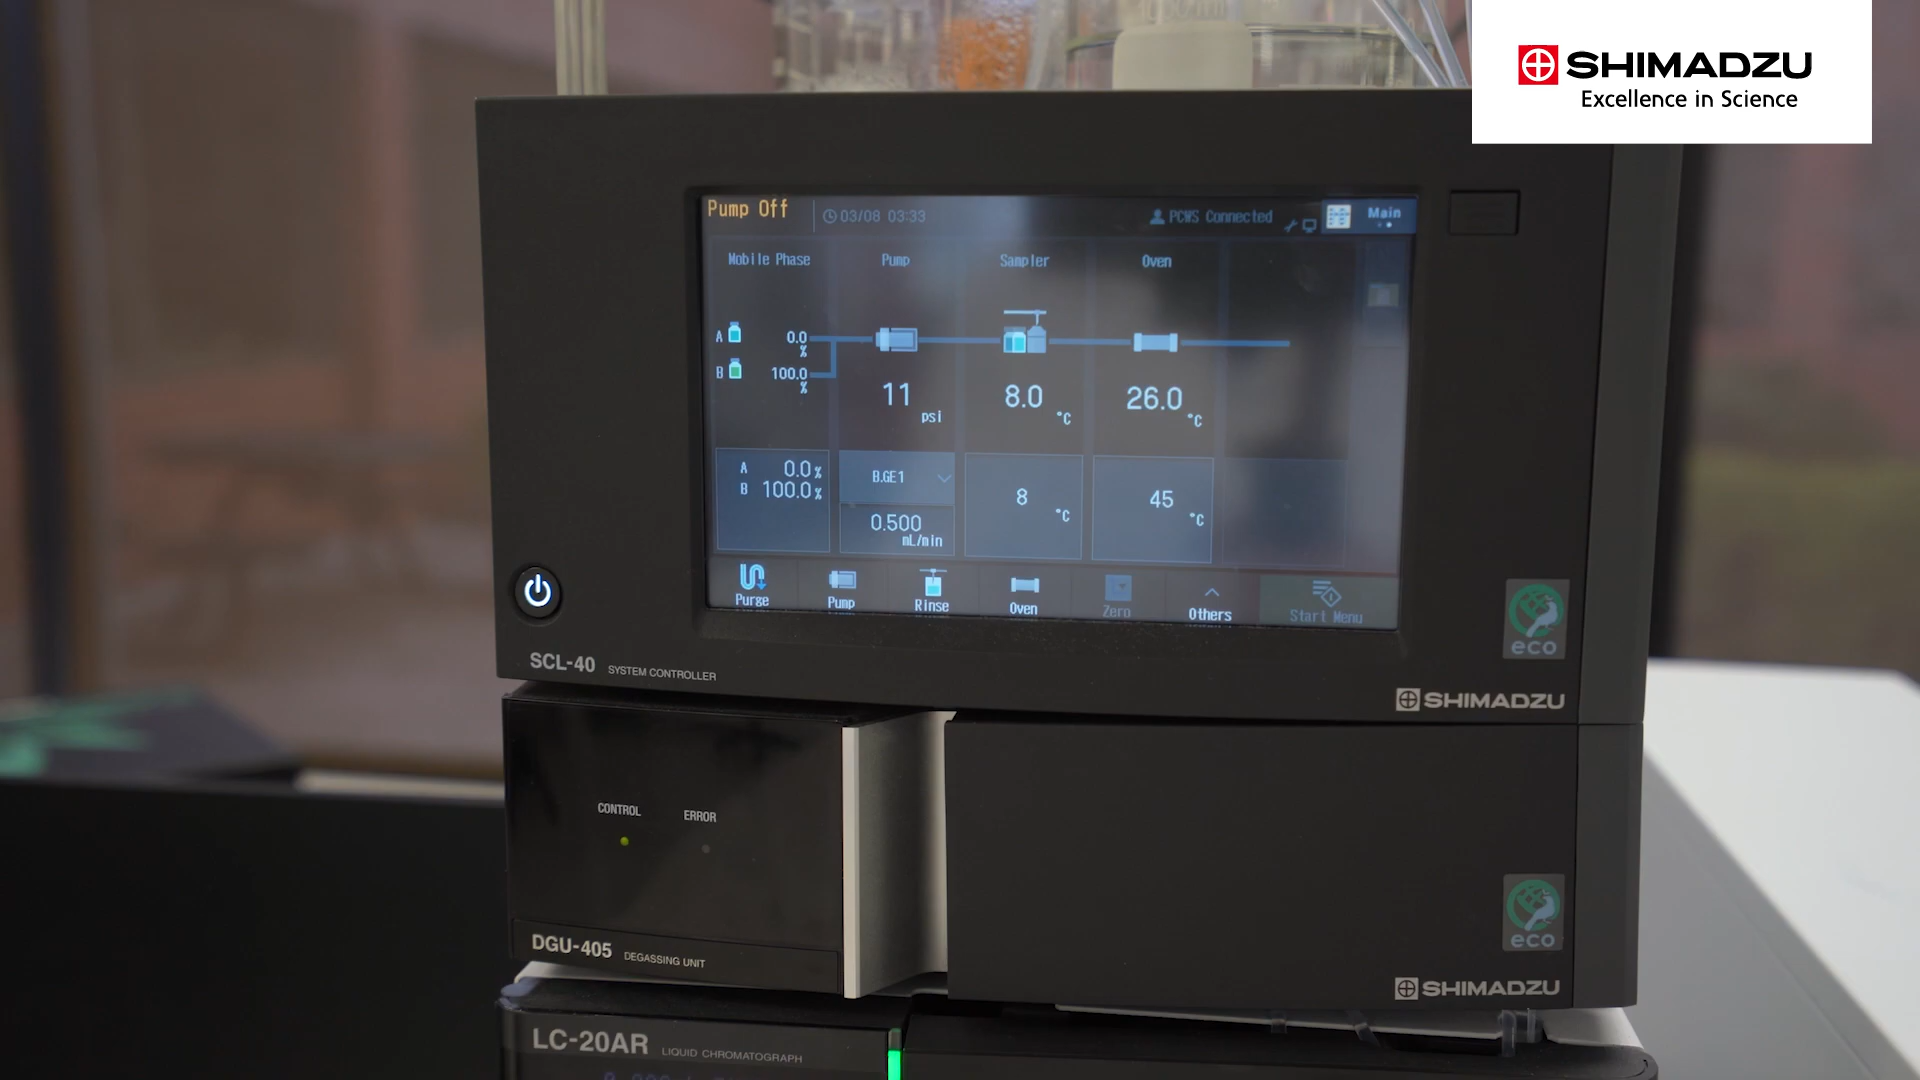 SHIMADZU
Excellence in Science
Pump Off
03/08 03:33
PCWS Connected
Main
Mobile Phase
Pump
Sampler
Oven
A 0.0 %
B 100.0 %
11 psi
8.0 °C
26.0 °C
A 0.0 %
B 100.0 %
B.GE1
0.500
mL/min
8 °C
45 °C
Purge
Pump
Rinse
Oven
Zero
Others
Start Menu
eco
SCL-40 SYSTEM CONTROLLER
SHIMADZU
CONTROL
ERROR
eco
DGU-405 DEGASSING UNIT
SHIMADZU
LC-20AR LIQUID CHROMATOGRAPH